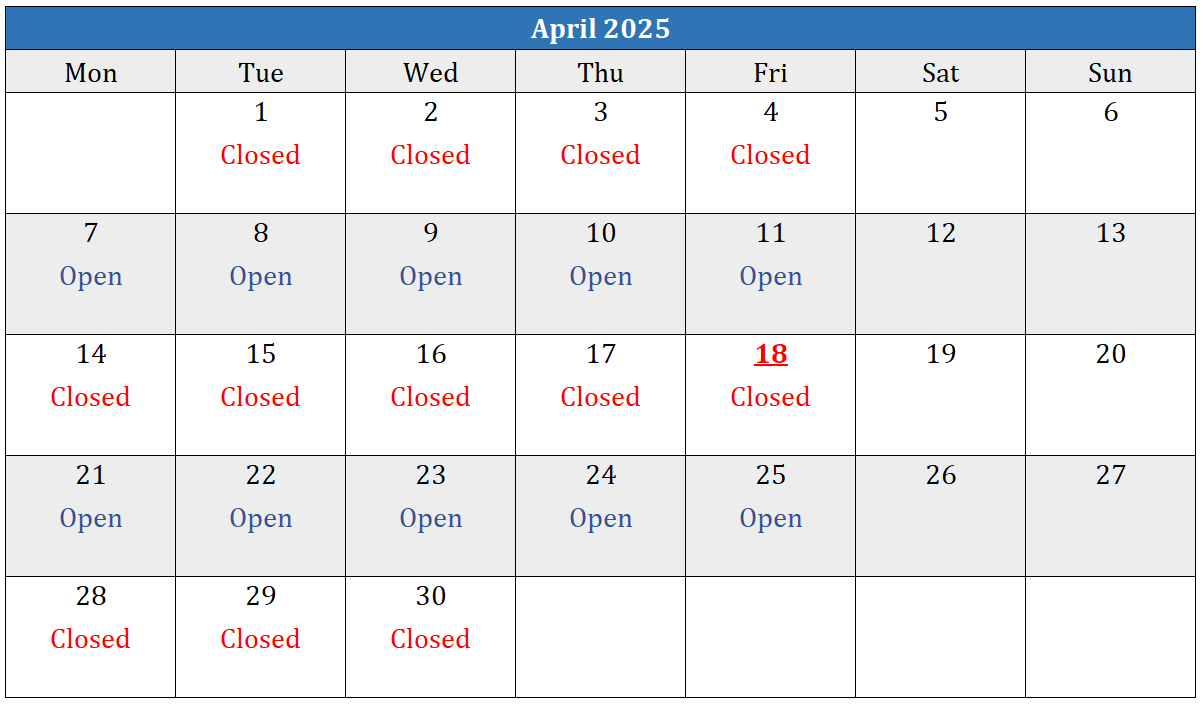 April 2025
Mon Tue Wed Thu Fri Sat Sun
1 2 3 4 5 6
Closed Closed Closed Closed
7 8 9 10 11 12 13
Open Open Open Open Open
14 15 16 17 18 19 20
Closed Closed Closed Closed Closed
21 22 23 24 25 26 27
Open Open Open Open Open
28 29 30
Closed Closed Closed